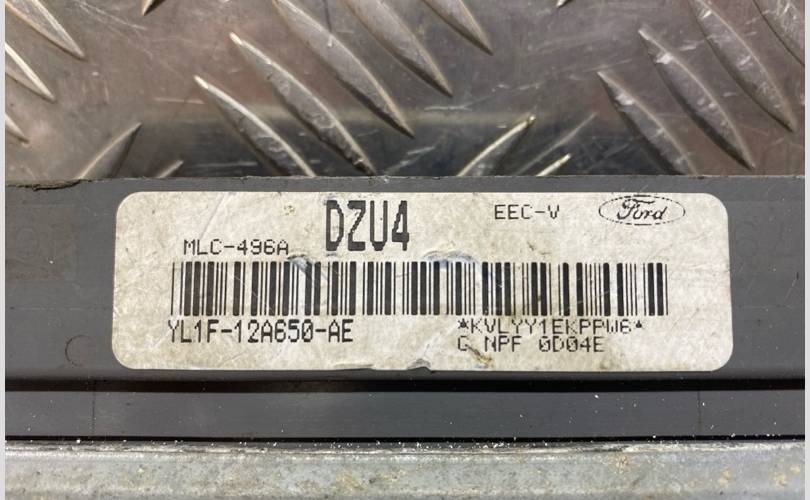 DZU4
EEC-V
Ford
MLC-496A
YL1F-12A650-AE
*KVLYY1EKPPW6*
C NPF 0D04E